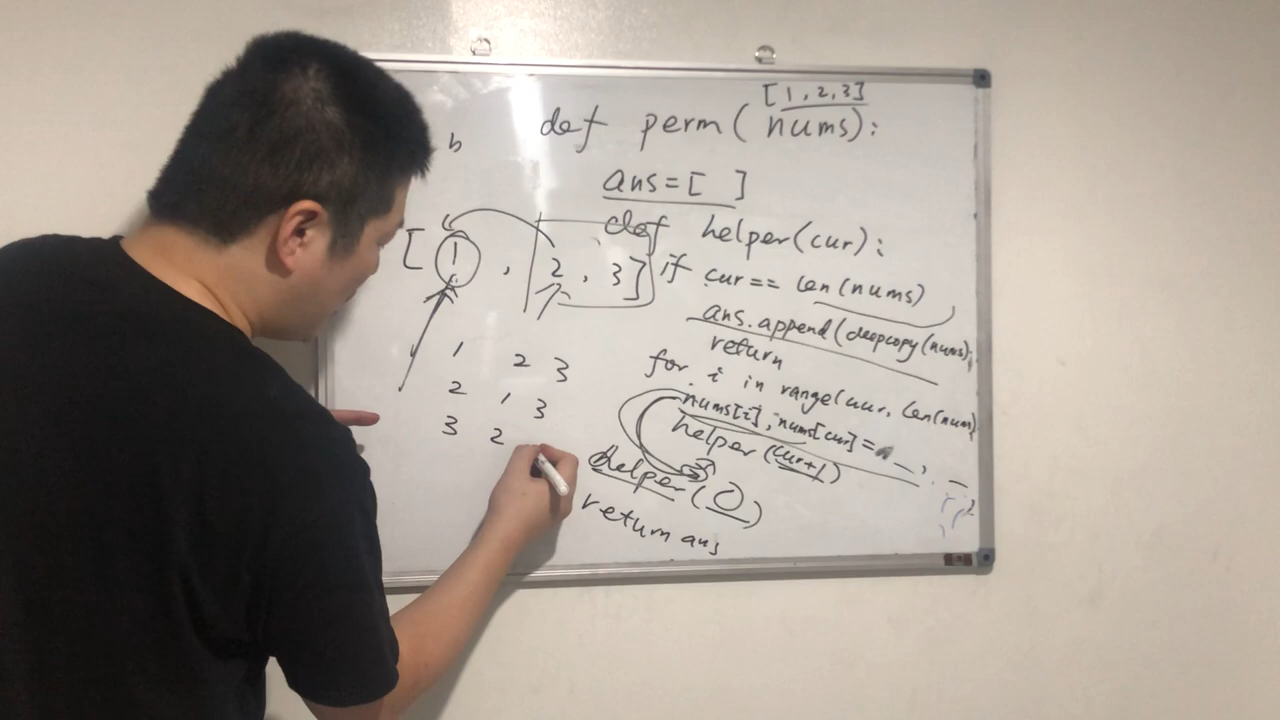 [1,2,3]
def perm(nums):
b
ans=[ ]
def helper(cur):
[1, 2, 3]
if cur== len(nums)
ans.append(deepcopy(nums)
return
1 2 3
for i in range(cur, len(num)
2 1 3
nums[i], nums[cur]= _, _
3 2
helper(cur+1)
helper(0)
return ans